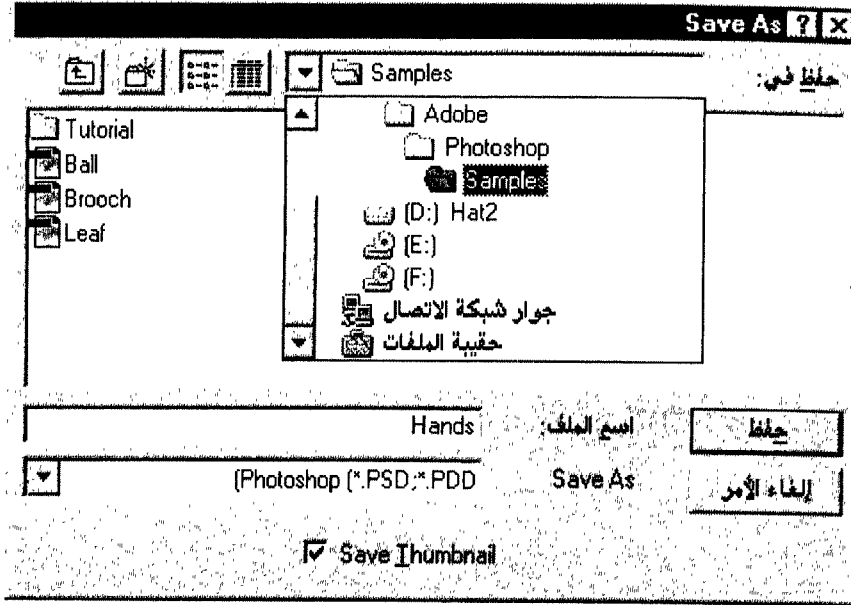 Save As
حفظ في:
Samples
Adobe
Photoshop
Samples
(D:) Hat2
(E:)
(F:)
جوار شبكة الاتصال
حقيبة الملفات
Tutorial
Ball
Brooch
Leaf
اسم الملف: Hands
حفظ
Save As (Photoshop (*.PSD;*.PDD
إلغاء الأمر
Save Thumbnail